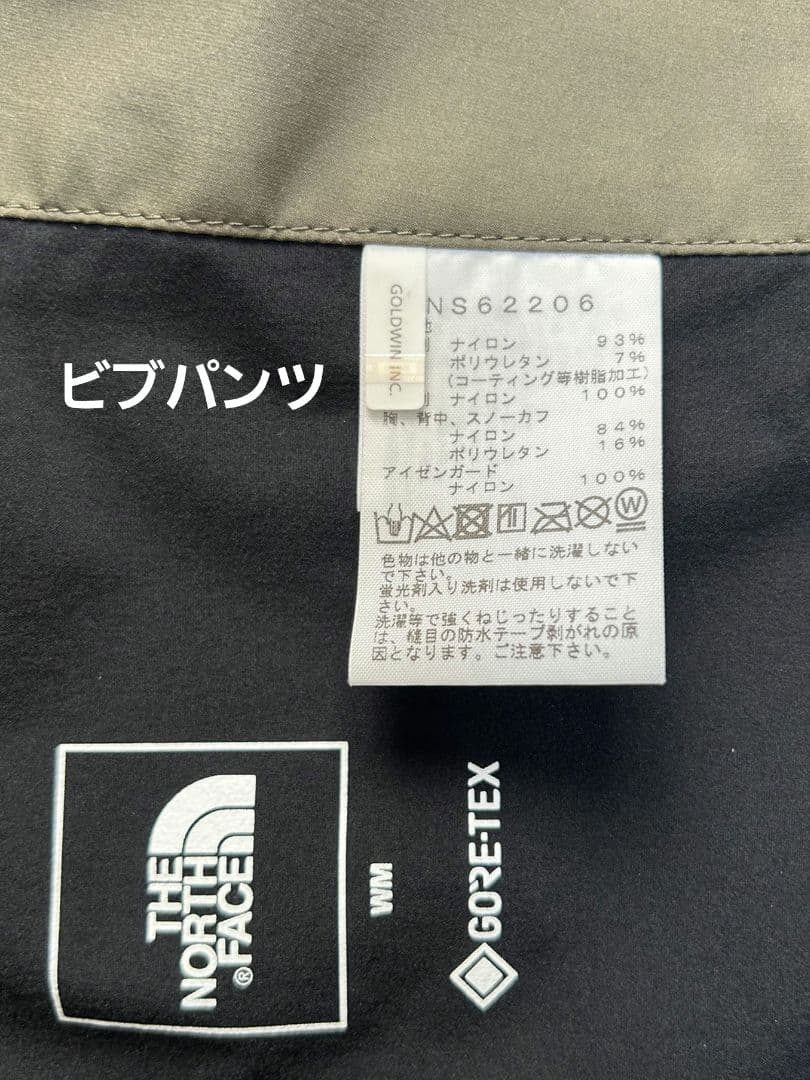 NS62206
ナイロン 93%
ポリウレタン 7%
(コーティング等樹脂加工)
ナイロン 100%
胸、背中、スノーカフ
ナイロン 84%
ポリウレタン 16%
アイゼンガード
ナイロン 100%
W
色物は他の物と一緒に洗濯しない
で下さい。
蛍光剤入り洗剤は使用しないで下
さい。
洗濯等で強くねじったりすること
は、縫目の防水テープ剥がれの原
因となります。ご注意下さい。
GOLDWIN INC.
ビブパンツ
THE
NORTH
FACE®
WM
GORE-TEX